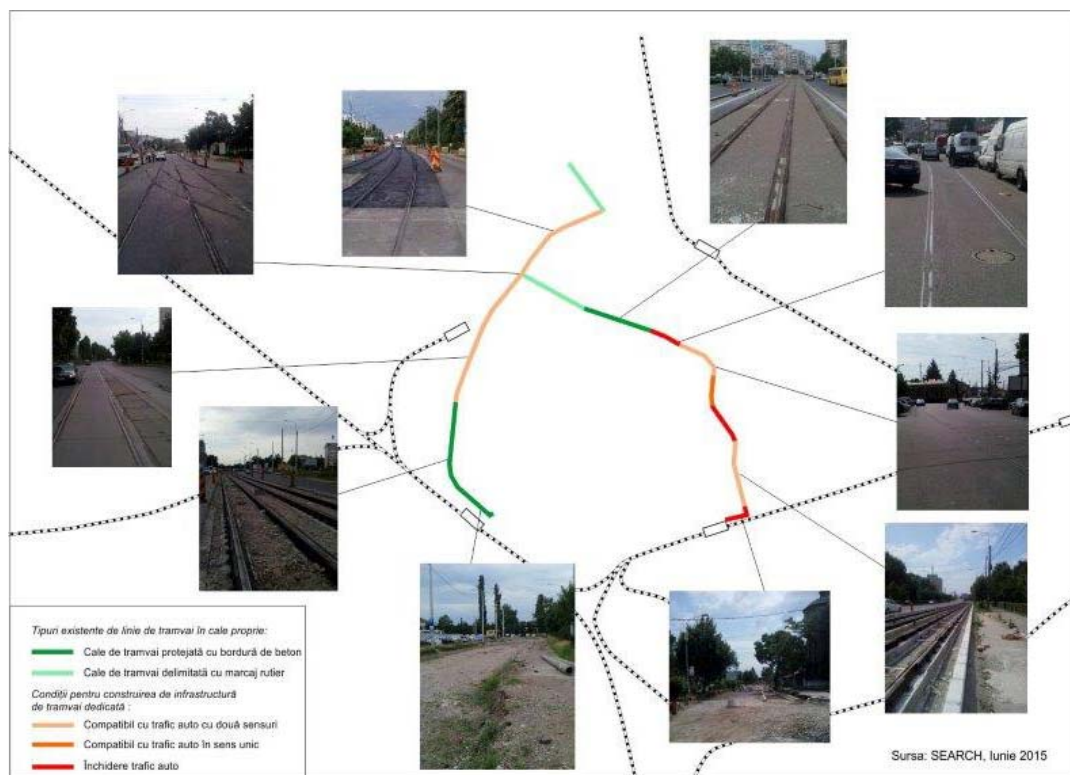 Tipuri existente de linie de tramvai în cale proprie:
Cale de tramvai protejată cu bordură de beton
Cale de tramvai delimitată cu marcaj rutier
Condiții pentru construirea de infrastructură
de tramvai dedicată :
Compatibil cu trafic auto cu două sensuri
Compatibil cu trafic auto în sens unic
Închidere trafic auto
Sursa: SEARCH, Iunie 2015